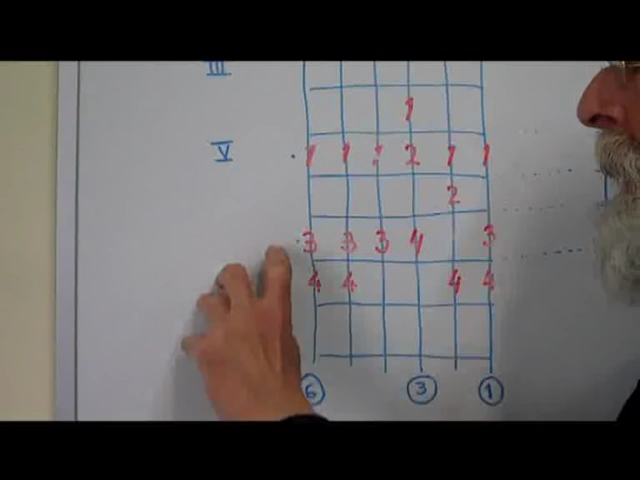 III
1
V 1 1 1 2 1 1
2
3 3 3 4 3
4 4 4 4
6 3 1